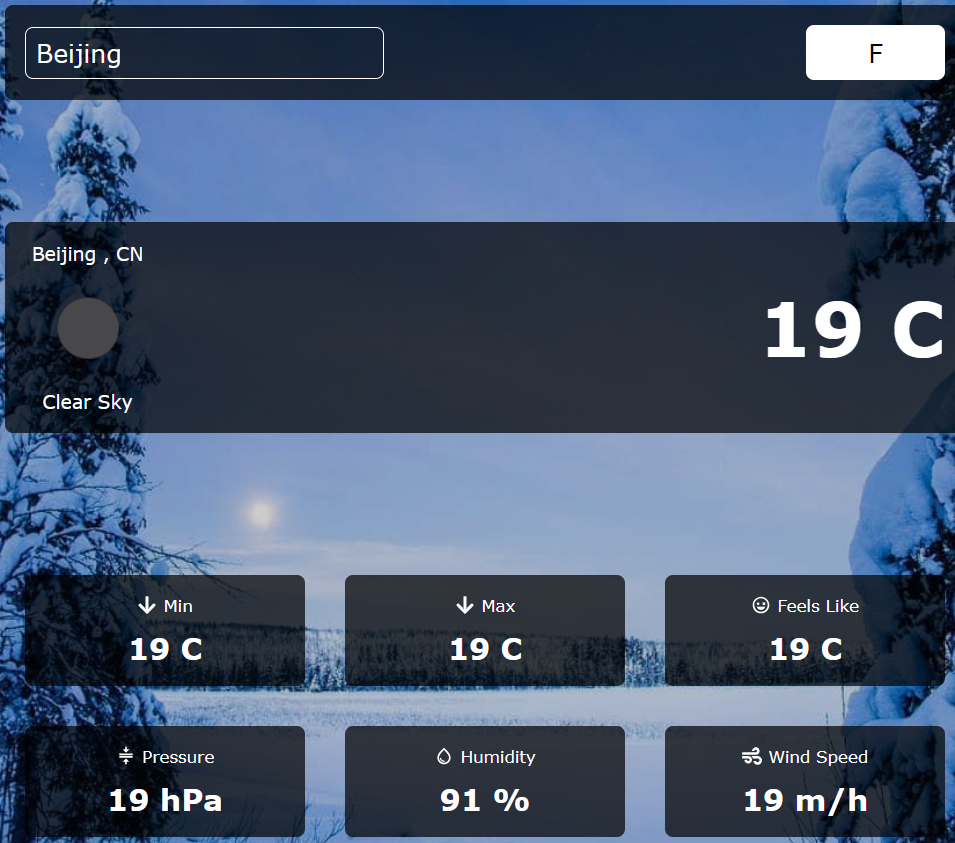 Beijing
F
Beijing , CN
19 C
Clear Sky
Min
19 C
Max
19 C
Feels Like
19 C
Pressure
19 hPa
Humidity
91 %
Wind Speed
19 m/h